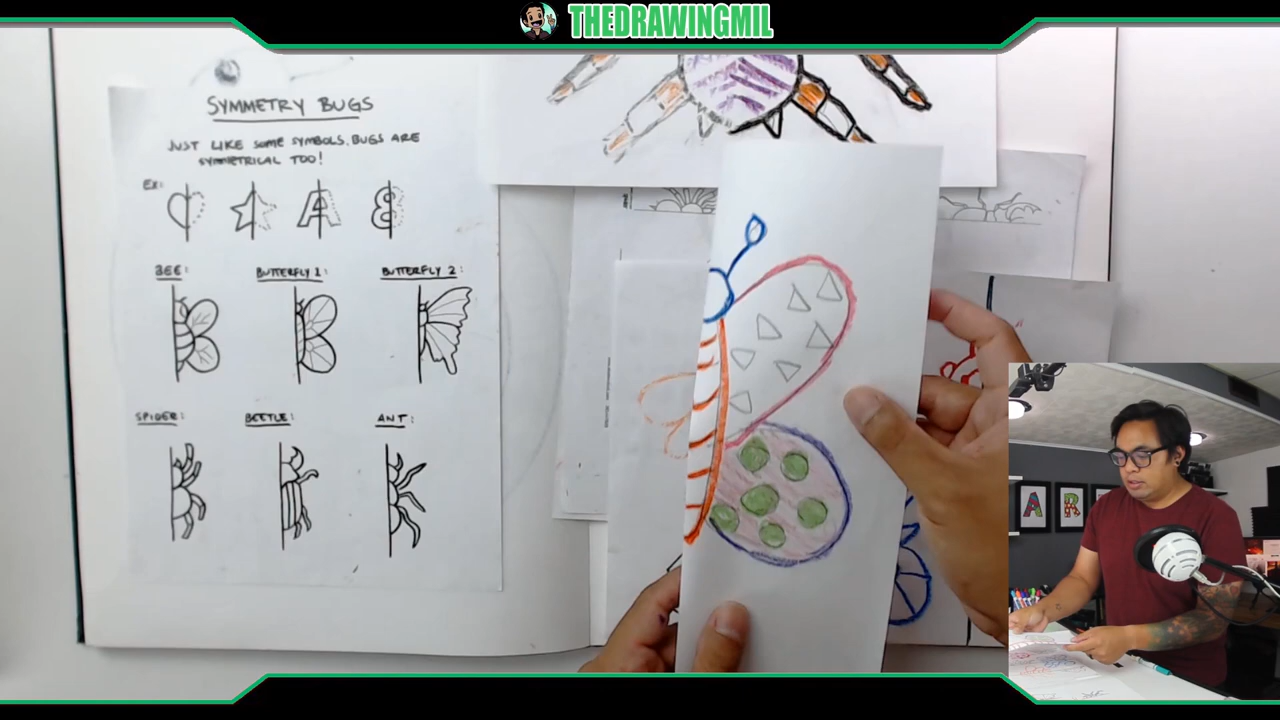 THEDRAWINGMIL
SYMMETRY BUGS
JUST LIKE SOME SYMBOLS, BUGS ARE
SYMMETRICAL TOO!
EX:
BEE:
BUTTERFLY 1:
BUTTERFLY 2:
SPIDER:
BEETLE:
ANT:
A
R